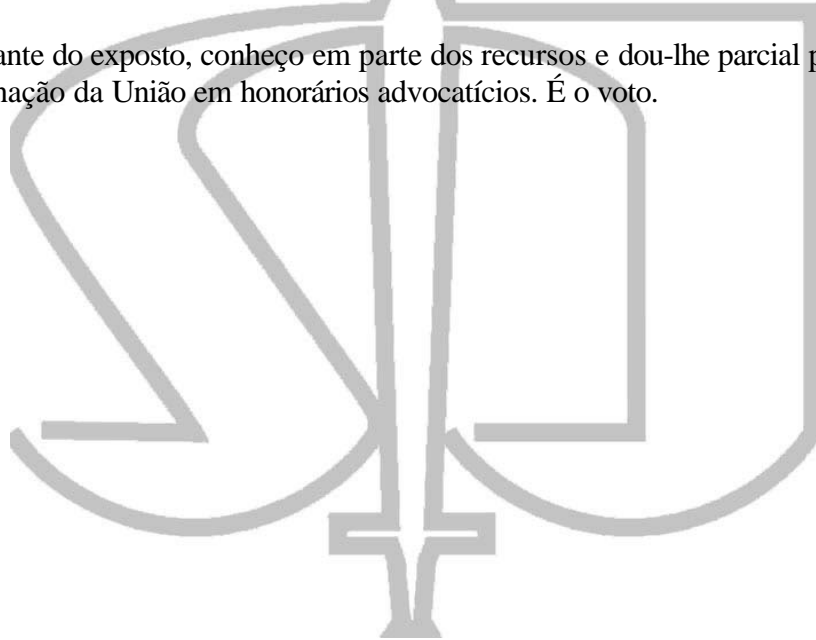 ante do exposto, conheço em parte dos recursos e dou-lhe parcial p
nação da União em honorários advocatícios. É o voto.